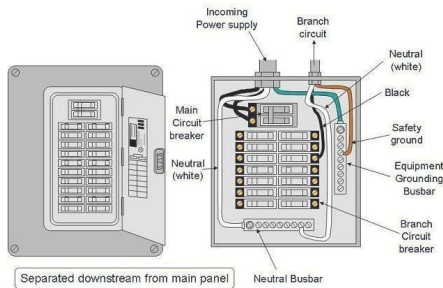 Incoming
Power supply
Branch
circuit
Neutral
(white)
Black
Main
Circuit
breaker
Safety
ground
Neutral
(white)
Equipment
Grounding
Busbar
Branch
Circuit
breaker
Separated downstream from main panel
Neutral Busbar